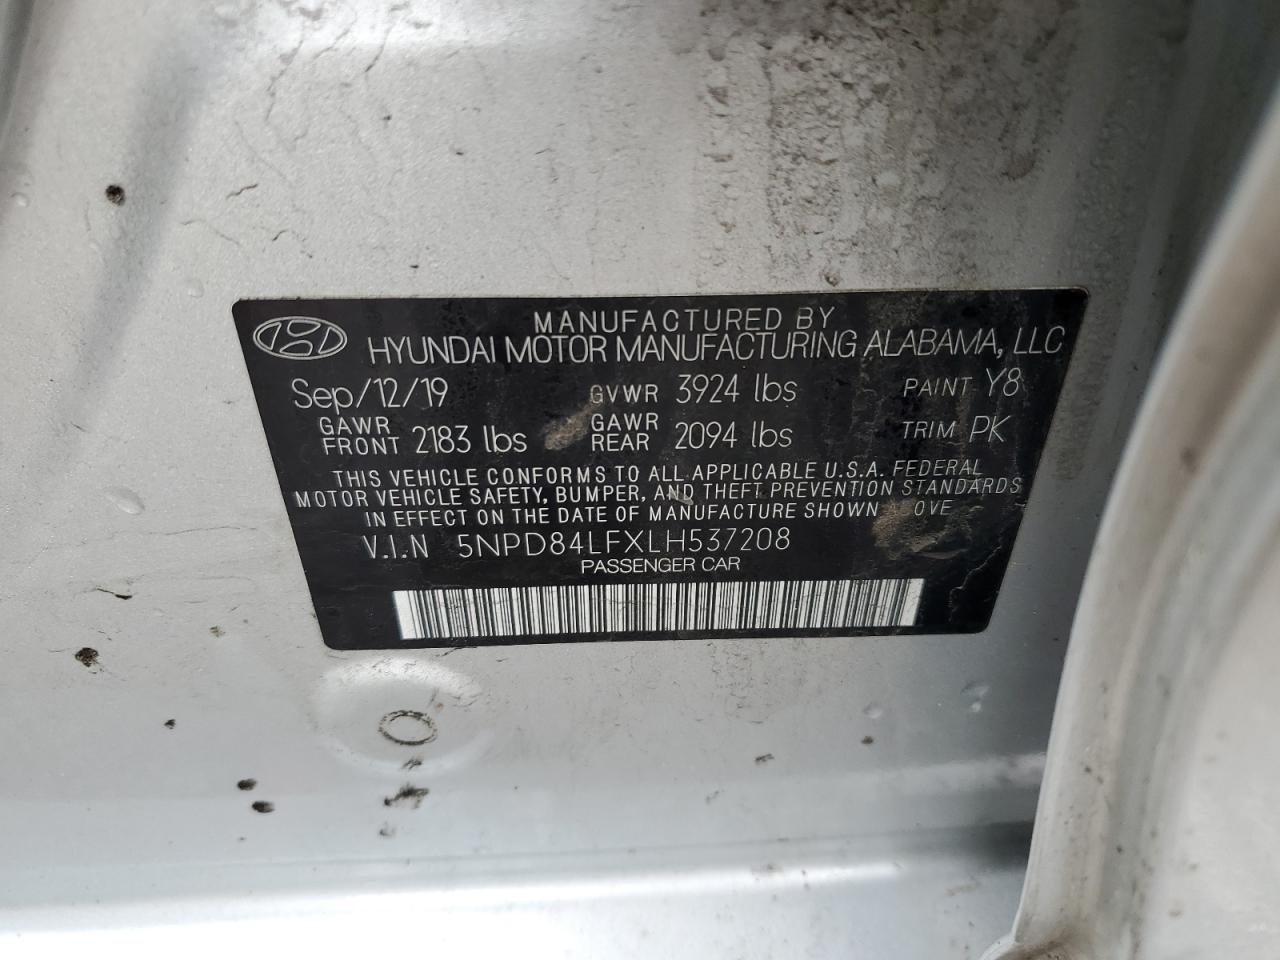 MANUFACTURED BY
HYUNDAI MOTOR MANUFACTURING ALABAMA, LLC
Sep/12/19 GVWR 3924 lbs PAINT Y8
GAWR FRONT 2183 lbs GAWR REAR 2094 lbs TRIM PK
THIS VEHICLE CONFORMS TO ALL APPLICABLE U.S.A. FEDERAL
MOTOR VEHICLE SAFETY, BUMPER, AND THEFT PREVENTION STANDARDS
IN EFFECT ON THE DATE OF MANUFACTURE SHOWN ABOVE
V.I.N 5NPD84LFXLH537208
PASSENGER CAR